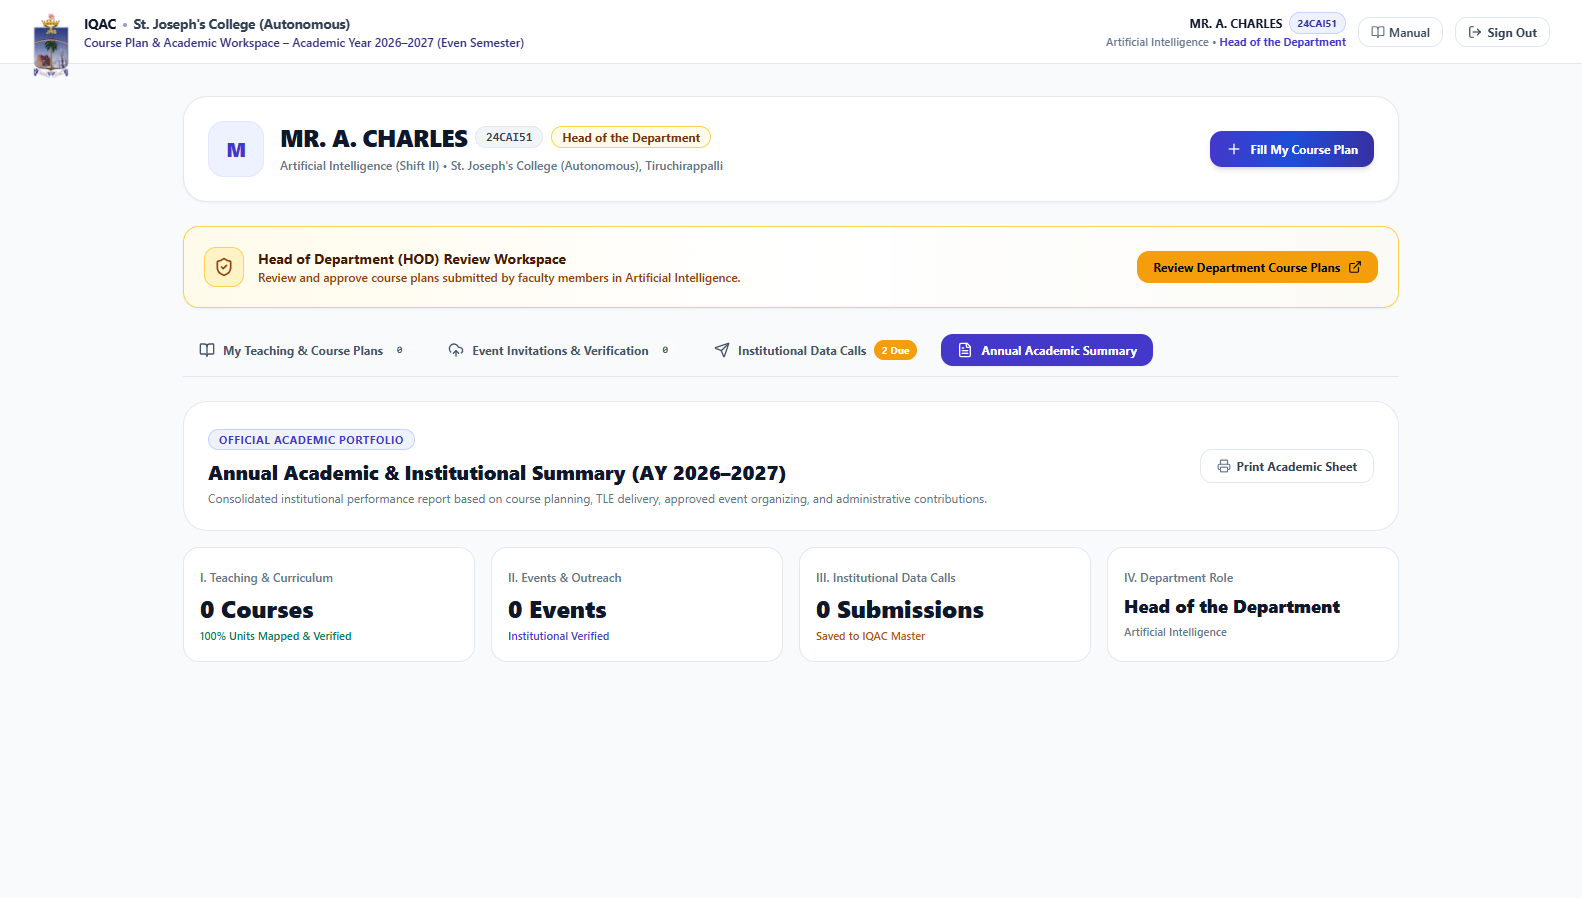 IQAC • St. Joseph's College (Autonomous)
Course Plan & Academic Workspace – Academic Year 2026–2027 (Even Semester)
MR. A. CHARLES 24CAI51
Artificial Intelligence • Head of the Department
Manual
Sign Out
M
MR. A. CHARLES 24CAI51 Head of the Department
Artificial Intelligence (Shift II) • St. Joseph's College (Autonomous), Tiruchirappalli
Fill My Course Plan
Head of Department (HOD) Review Workspace
Review and approve course plans submitted by faculty members in Artificial Intelligence.
Review Department Course Plans
My Teaching & Course Plans 0
Event Invitations & Verification 0
Institutional Data Calls 2 Due
Annual Academic Summary
OFFICIAL ACADEMIC PORTFOLIO
Annual Academic & Institutional Summary (AY 2026–2027)
Consolidated institutional performance report based on course planning, TLE delivery, approved event organizing, and administrative contributions.
Print Academic Sheet
I. Teaching & Curriculum
0 Courses
100% Units Mapped & Verified
II. Events & Outreach
0 Events
Institutional Verified
III. Institutional Data Calls
0 Submissions
Saved to IQAC Master
IV. Department Role
Head of the Department
Artificial Intelligence